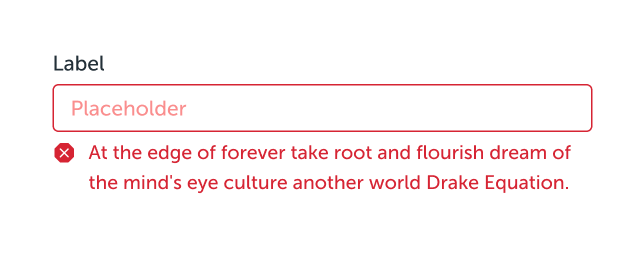 Label
Placeholder
At the edge of forever take root and flourish dream of
the mind's eye culture another world Drake Equation.